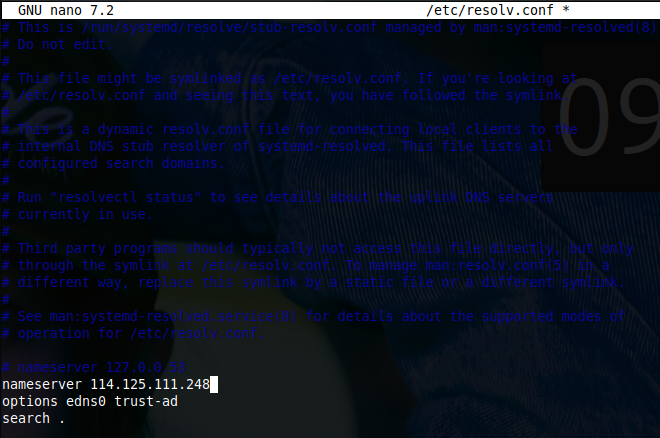 GNU nano 7.2 /etc/resolv.conf *
# This is /run/systemd/resolve/stub-resolv.conf managed by man:systemd-resolved(8)
# Do not edit.
#
# This file might be symlinked as /etc/resolv.conf. If you're looking at
# /etc/resolv.conf and seeing this text, you have followed the symlink.
#
# This is a dynamic resolv.conf file for connecting local clients to the
# internal DNS stub resolver of systemd-resolved. This file lists all
# configured search domains.
#
# Run "resolvectl status" to see details about the uplink DNS servers
# currently in use.
#
# Third party programs should typically not access this file directly, but only
# through the symlink at /etc/resolv.conf. To manage man:resolv.conf(5) in a
# different way, replace this symlink by a static file or a different symlink.
#
# See man:systemd-resolved.service(8) for details about the supported modes of
# operation for /etc/resolv.conf.
# nameserver 127.0.0.53
nameserver 114.125.111.248
options edns0 trust-ad
search .
09